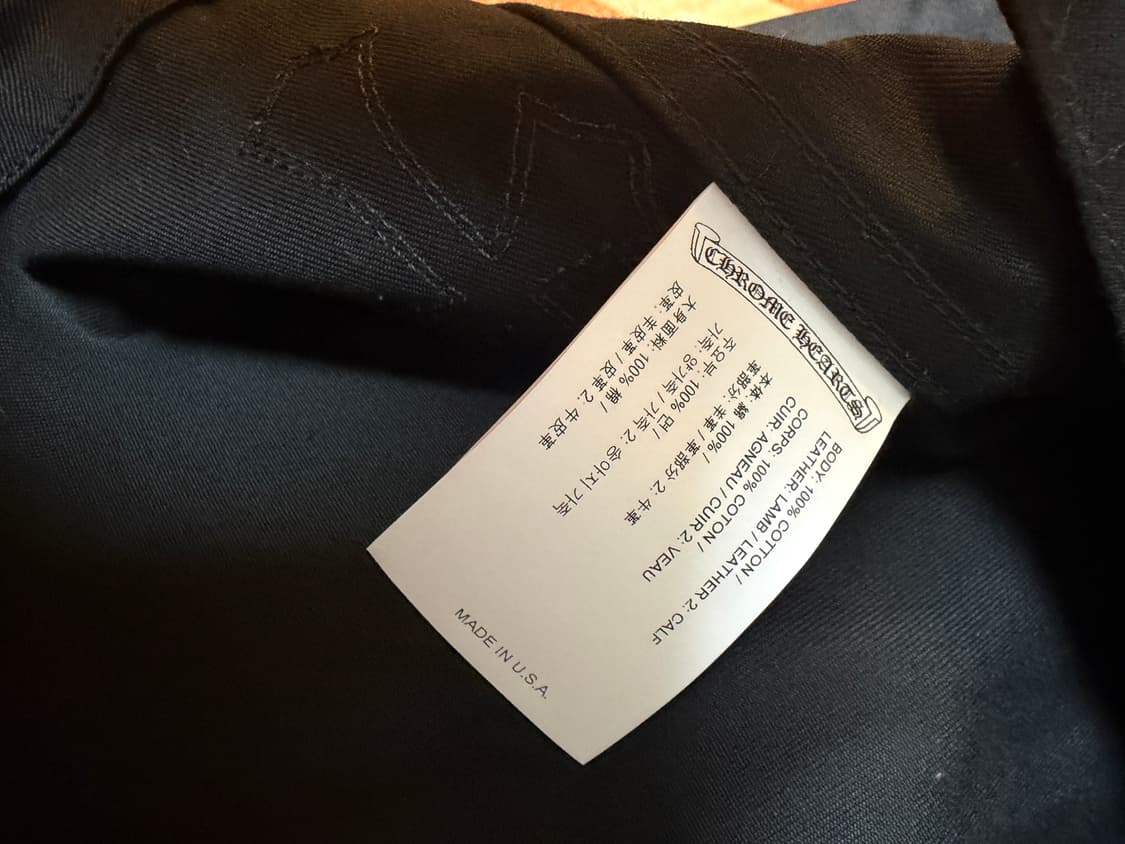 CHROME HEARTS
BODY: 100% COTTON /
LEATHER: LAMB / LEATHER 2: CALF
CORPS: 100% COTON /
CUIR: AGNEAU / CUIR 2: VEAU
本体: 綿 100% /
革部分: 羊革 / 革部分 2: 牛革
주요부: 100% 면 /
가죽: 양가죽 / 가죽 2: 송아지 가죽
大身面料: 100% 棉 /
皮革: 羊皮革 / 皮革 2: 牛皮革
MADE IN U.S.A.